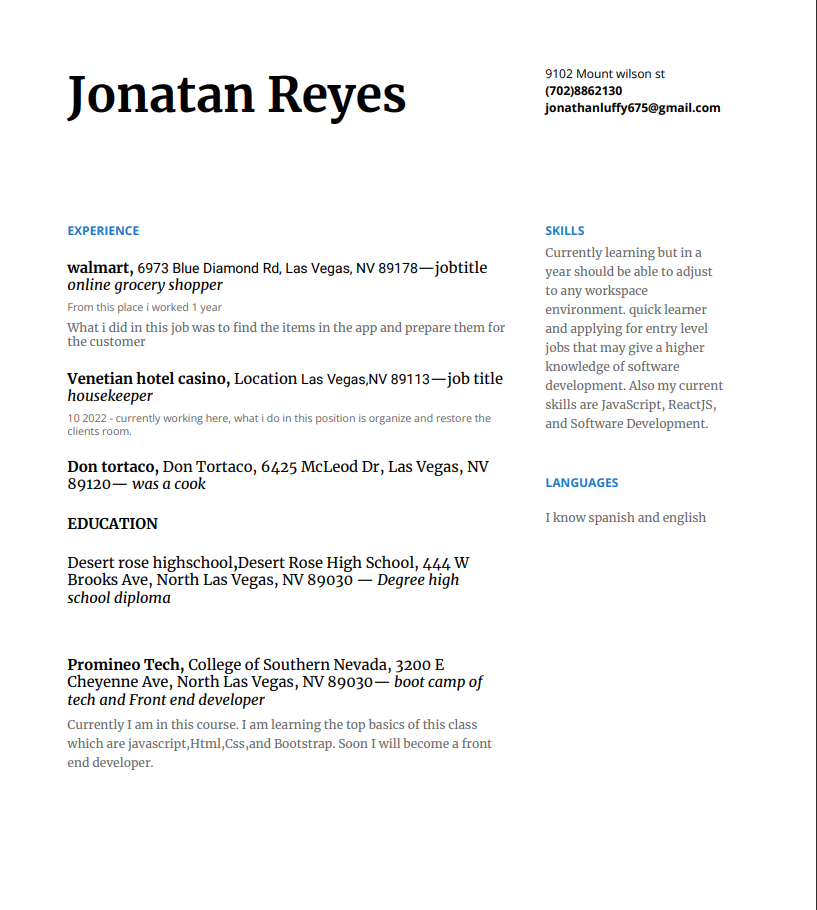 Jonatan Reyes
9102 Mount wilson st
(702)8862130
jonathanluffy675@gmail.com
EXPERIENCE
walmart, 6973 Blue Diamond Rd, Las Vegas, NV 89178—jobtitle
online grocery shopper
From this place i worked 1 year
What i did in this job was to find the items in the app and prepare them for
the customer
Venetian hotel casino, Location Las Vegas,NV 89113—job title
housekeeper
10 2022 - currently working here, what i do in this position is organize and restore the
clients room.
Don tortaco, Don Tortaco, 6425 McLeod Dr, Las Vegas, NV
89120— was a cook
EDUCATION
Desert rose highschool,Desert Rose High School, 444 W
Brooks Ave, North Las Vegas, NV 89030 — Degree high
school diploma
Promineo Tech, College of Southern Nevada, 3200 E
Cheyenne Ave, North Las Vegas, NV 89030— boot camp of
tech and Front end developer
Currently I am in this course. I am learning the top basics of this class
which are javascript,Html,Css,and Bootstrap. Soon I will become a front
end developer.
SKILLS
Currently learning but in a
year should be able to adjust
to any workspace
environment. quick learner
and applying for entry level
jobs that may give a higher
knowledge of software
development. Also my current
skills are JavaScript, ReactJS,
and Software Development.
LANGUAGES
I know spanish and english